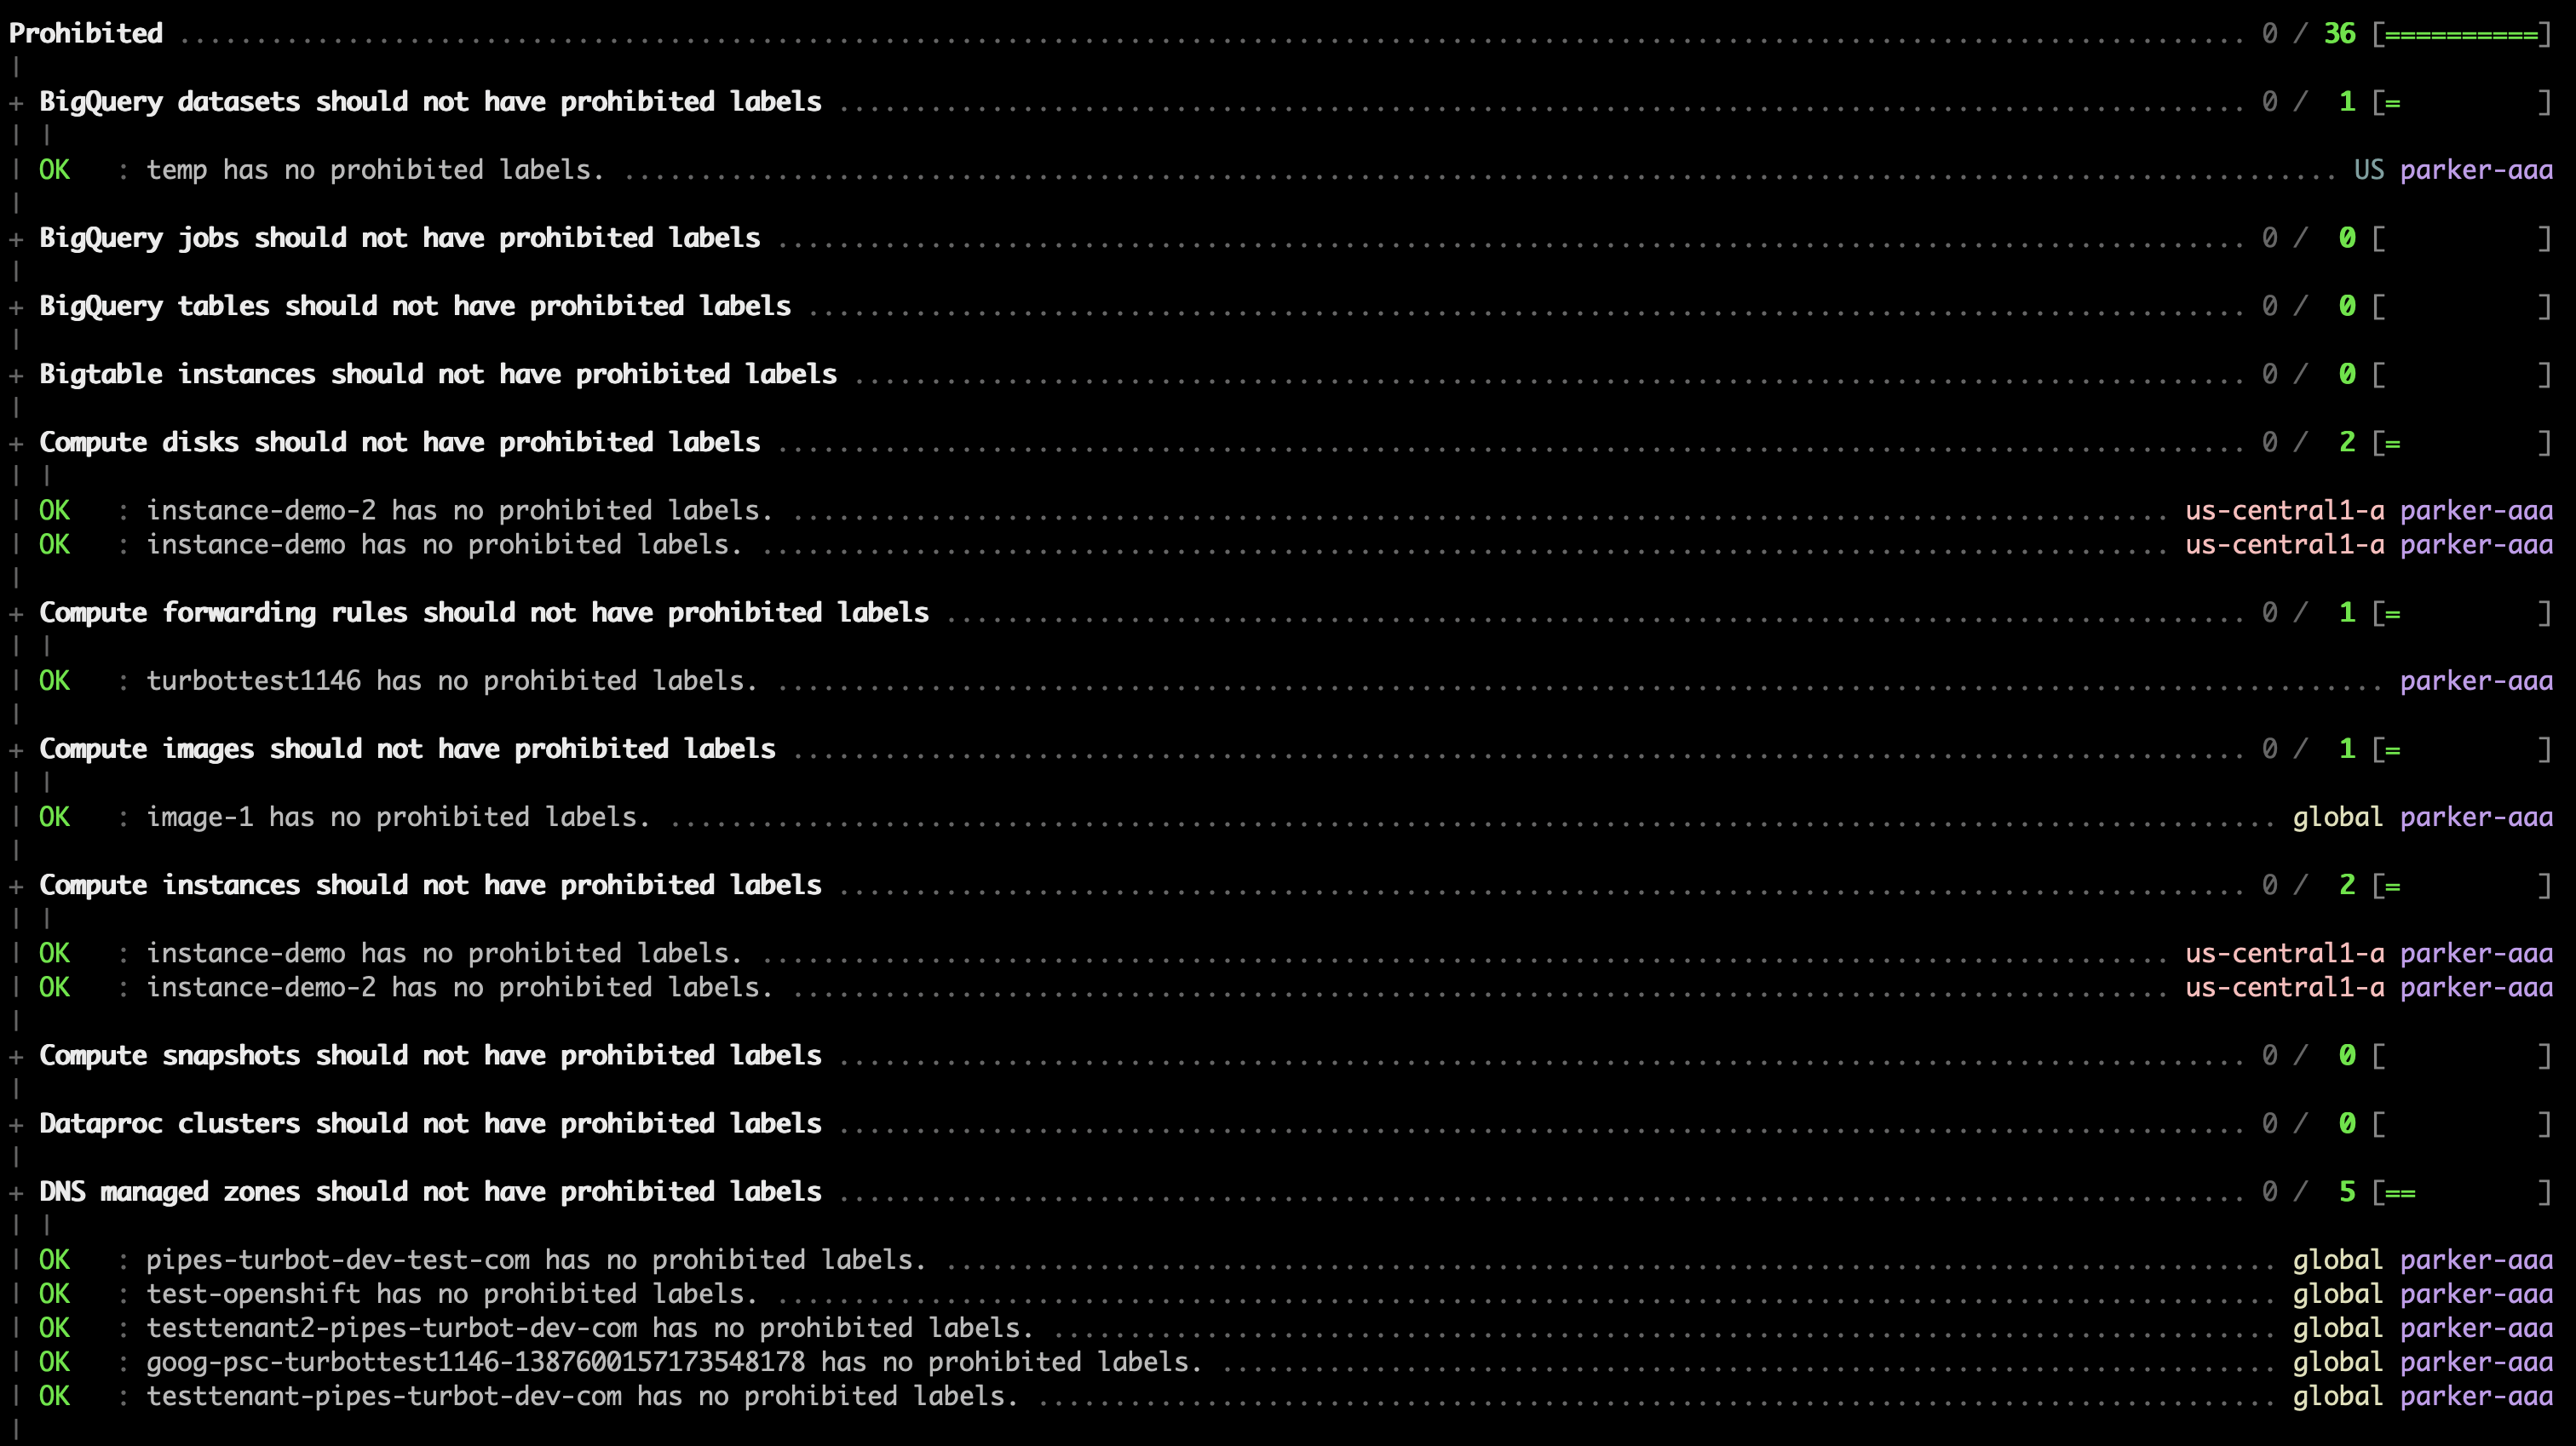 Prohibited ........................................................................................................................................ 0 / 36 [==========]
|
+ BigQuery datasets should not have prohibited labels ............................................................................................ 0 /  1 [=         ]
| |
| OK   : temp has no prohibited labels. ................................................................................................................ US parker-aaa
|
+ BigQuery jobs should not have prohibited labels ................................................................................................ 0 /  0 [          ]
|
+ BigQuery tables should not have prohibited labels .............................................................................................. 0 /  0 [          ]
|
+ Bigtable instances should not have prohibited labels ........................................................................................... 0 /  0 [          ]
|
+ Compute disks should not have prohibited labels ................................................................................................ 0 /  2 [=         ]
| |
| OK   : instance-demo-2 has no prohibited labels. .......................................................................................... us-central1-a parker-aaa
| OK   : instance-demo has no prohibited labels. ............................................................................................ us-central1-a parker-aaa
|
+ Compute forwarding rules should not have prohibited labels ..................................................................................... 0 /  1 [=         ]
| |
| OK   : turbottest1146 has no prohibited labels. ......................................................................................................... parker-aaa
|
+ Compute images should not have prohibited labels ............................................................................................... 0 /  1 [=         ]
| |
| OK   : image-1 has no prohibited labels. ......................................................................................................... global parker-aaa
|
+ Compute instances should not have prohibited labels ............................................................................................ 0 /  2 [=         ]
| |
| OK   : instance-demo has no prohibited labels. ............................................................................................ us-central1-a parker-aaa
| OK   : instance-demo-2 has no prohibited labels. .......................................................................................... us-central1-a parker-aaa
|
+ Compute snapshots should not have prohibited labels ............................................................................................ 0 /  0 [          ]
|
+ Dataproc clusters should not have prohibited labels ............................................................................................ 0 /  0 [          ]
|
+ DNS managed zones should not have prohibited labels ............................................................................................ 0 /  5 [==        ]
| |
| OK   : pipes-turbot-dev-test-com has no prohibited labels. ....................................................................................... global parker-aaa
| OK   : test-openshift has no prohibited labels. .................................................................................................. global parker-aaa
| OK   : testtenant2-pipes-turbot-dev-com has no prohibited labels. ................................................................................ global parker-aaa
| OK   : goog-psc-turbottest1146-1387600157173548178 has no prohibited labels. ..................................................................... global parker-aaa
| OK   : testtenant-pipes-turbot-dev-com has no prohibited labels. ................................................................................. global parker-aaa
|